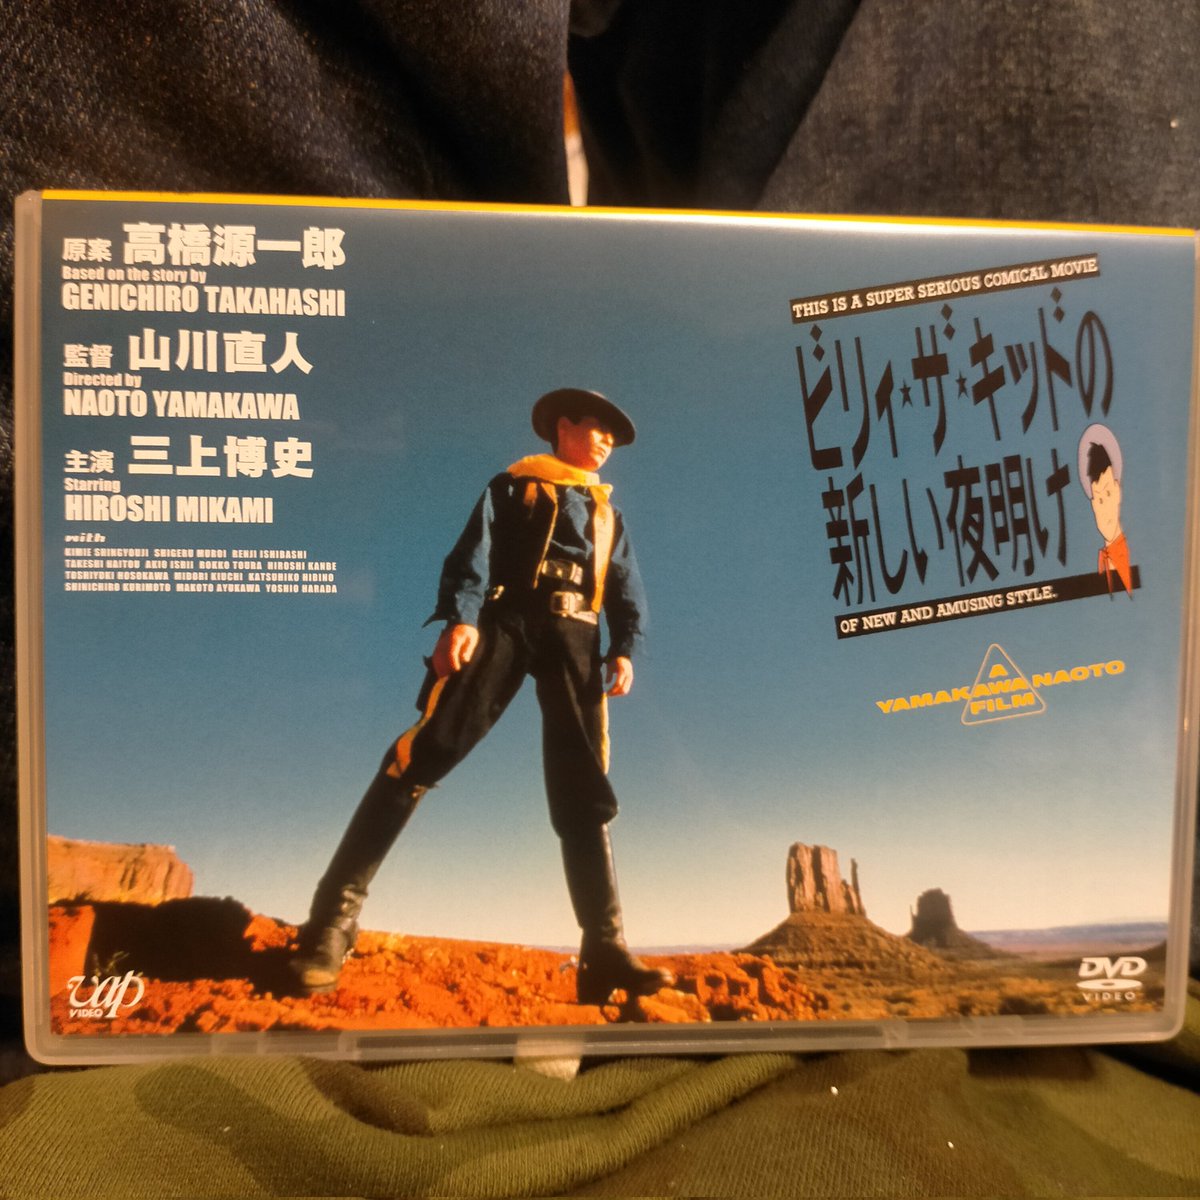 原案 高橋源一郎
Based on the story by
GENICHIRO TAKAHASHI
監督 山川直人
Directed by
NAOTO YAMAKAWA
主演 三上博史
Starring
HIROSHI MIKAMI
with
KIMIE SHINGYOUJI SHIGERU MUROI RENJI ISHIBASHI
TAKESHI NAITOU AKIO ISHII ROKKO TOURA HIROSHI KANBE
TOSHIYUKI HOSOKAWA MIDORI KIUCHI KATSUHIKO HIBINO
SHINICHIRO KURIMOTO MAKOTO AYUKAWA YOSHIO HARADA
THIS IS A SUPER SERIOUS COMICAL MOVIE
ビリィ★ザ★キッドの
新しい夜明け
OF NEW AND AMUSING STYLE.
A
YAMAKAWA NAOTO
FILM
vap
VIDEO
DVD
VIDEO